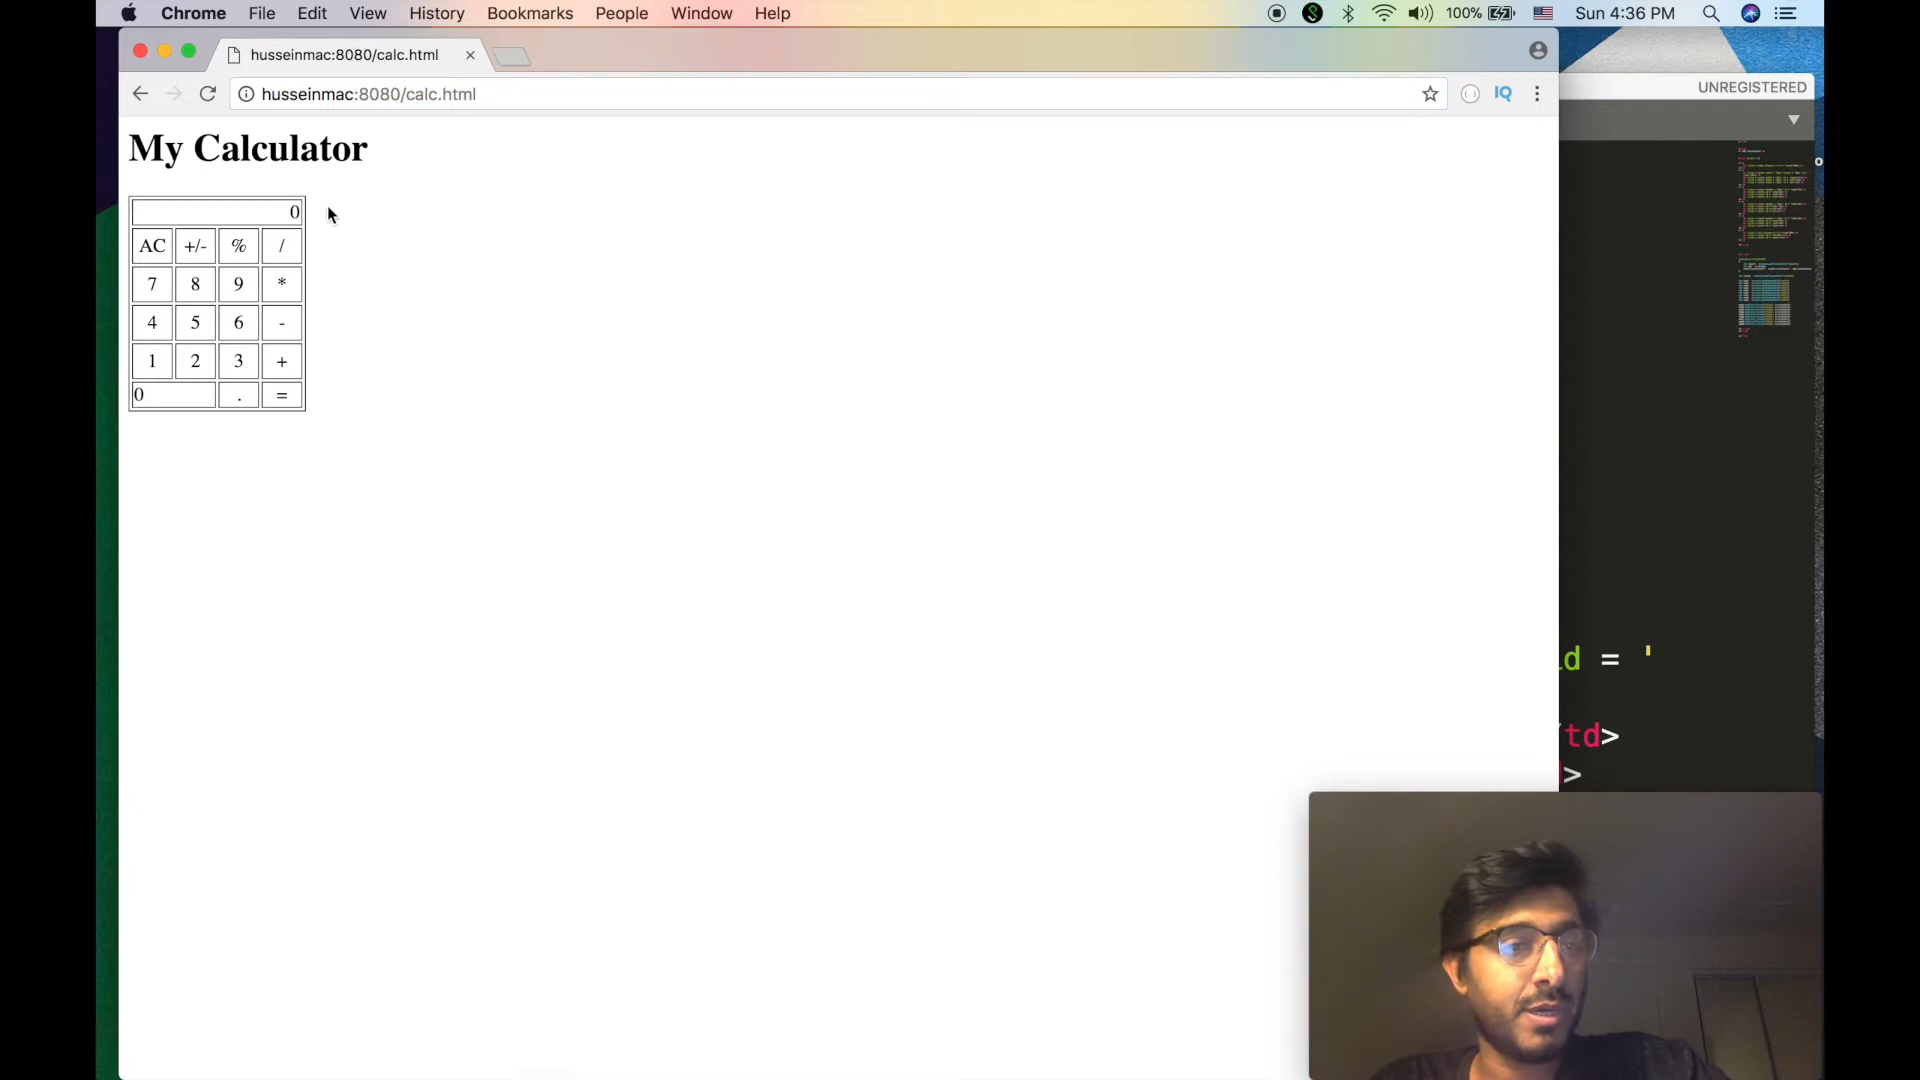 Chrome File Edit View History Bookmarks People Window Help 100% Sun 4:36 PM
husseinmac:8080/calc.html
UNREGISTERED
husseinmac:8080/calc.html IQ
My Calculator
0
AC +/- % /
7 8 9 *
4 5 6 -
1 2 3 +
0 . =
d = '
td>
>